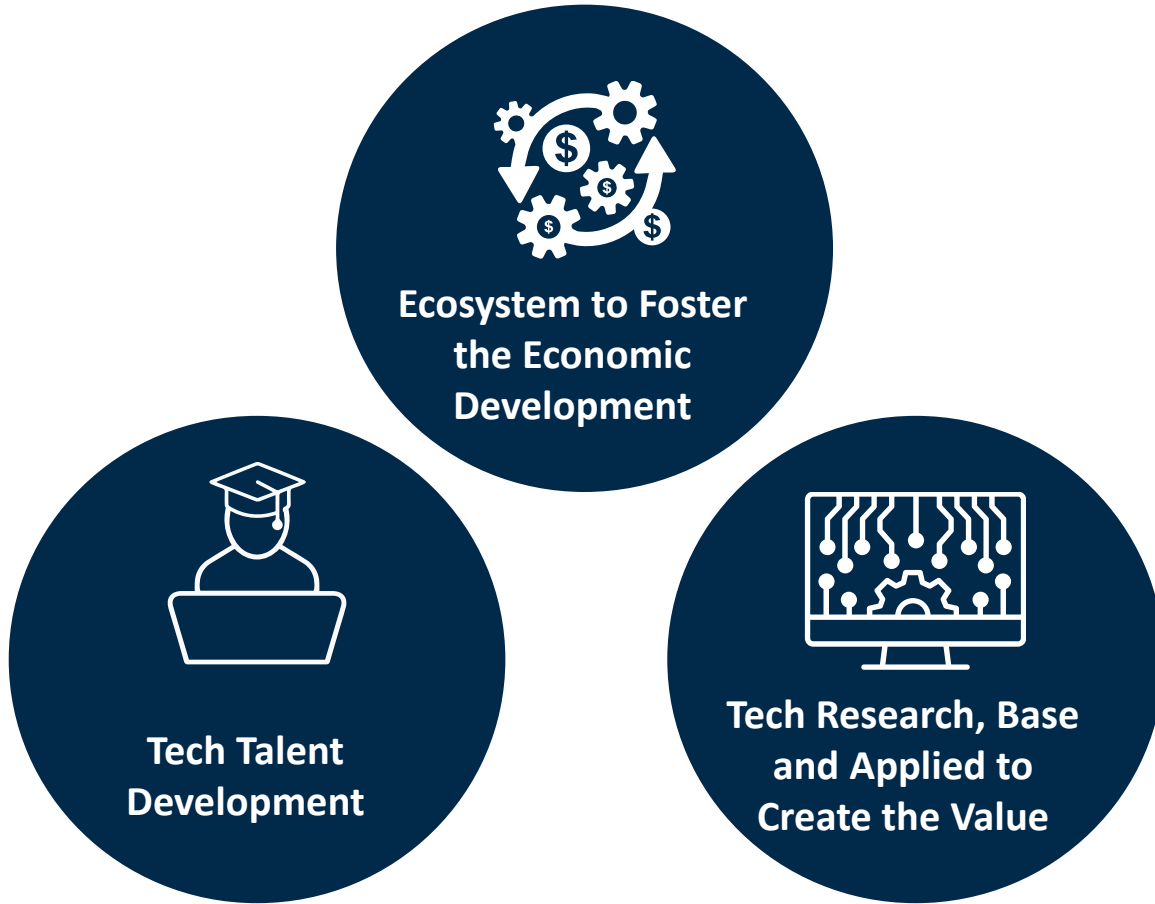 $
$
$
$
Ecosystem to Foster
the Economic
Development
Tech Talent
Development
Tech Research, Base
and Applied to
Create the Value